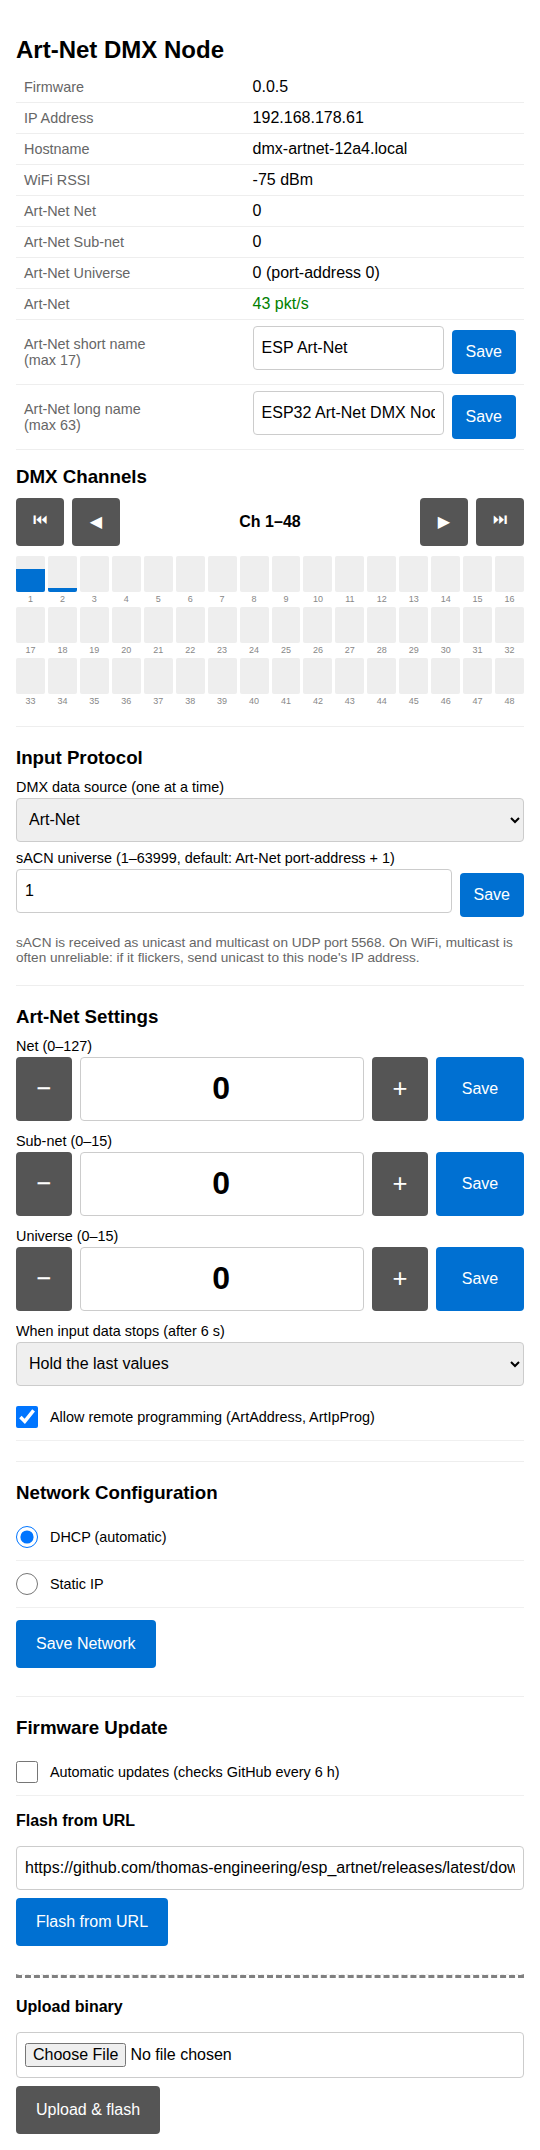 Art-Net DMX Node
Firmware 0.0.5
IP Address 192.168.178.61
Hostname dmx-artnet-12a4.local
WiFi RSSI -75 dBm
Art-Net Net 0
Art-Net Sub-net 0
Art-Net Universe 0 (port-address 0)
Art-Net 43 pkt/s
Art-Net short name
(max 17)
ESP Art-Net Save
Art-Net long name
(max 63)
ESP32 Art-Net DMX Noc Save
DMX Channels
⏮ ◀ Ch 1–48 ▶ ⏭
1 2 3 4 5 6 7 8 9 10 11 12 13 14 15 16
17 18 19 20 21 22 23 24 25 26 27 28 29 30 31 32
33 34 35 36 37 38 39 40 41 42 43 44 45 46 47 48
Input Protocol
DMX data source (one at a time)
Art-Net
sACN universe (1–63999, default: Art-Net port-address + 1)
1 Save
sACN is received as unicast and multicast on UDP port 5568. On WiFi, multicast is
often unreliable: if it flickers, send unicast to this node's IP address.
Art-Net Settings
Net (0–127)
− 0 + Save
Sub-net (0–15)
− 0 + Save
Universe (0–15)
− 0 + Save
When input data stops (after 6 s)
Hold the last values
Allow remote programming (ArtAddress, ArtIpProg)
Network Configuration
DHCP (automatic)
Static IP
Save Network
Firmware Update
Automatic updates (checks GitHub every 6 h)
Flash from URL
https://github.com/thomas-engineering/esp_artnet/releases/latest/dow
Flash from URL
Upload binary
Choose File No file chosen
Upload & flash